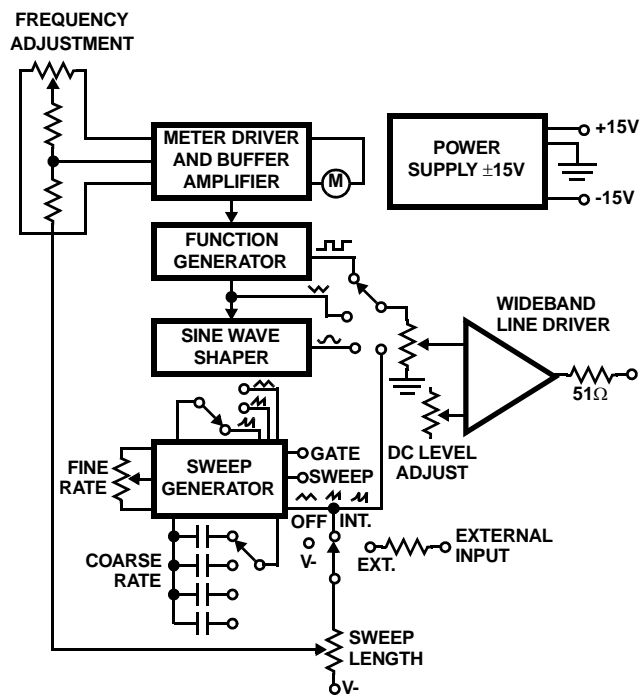 FREQUENCY
ADJUSTMENT
METER DRIVER
AND BUFFER
AMPLIFIER
M
POWER
SUPPLY ±15V
+15V
-15V
FUNCTION
GENERATOR
SINE WAVE
SHAPER
WIDEBAND
LINE DRIVER
51Ω
DC LEVEL
ADJUST
FINE
RATE
SWEEP
GENERATOR
GATE
SWEEP
OFF
INT.
V-
EXT.
EXTERNAL
INPUT
COARSE
RATE
SWEEP
LENGTH
V-